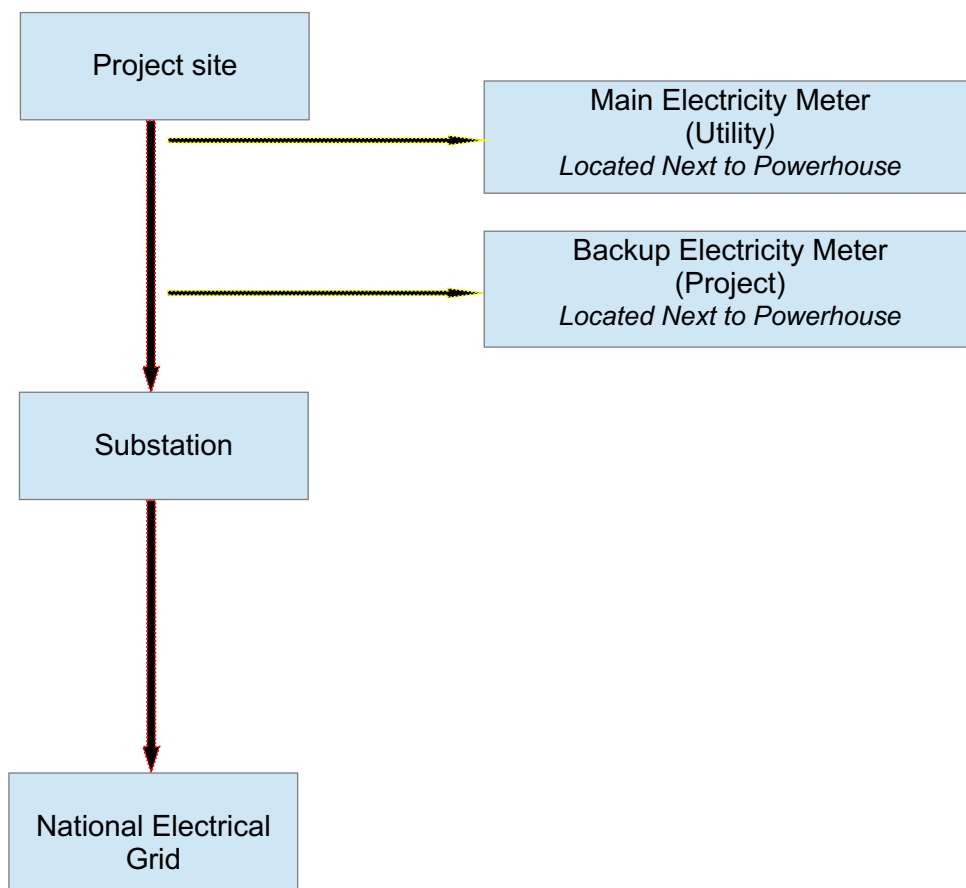 Project site
Main Electricity Meter
(Utility)
Located Next to Powerhouse
Backup Electricity Meter
(Project)
Located Next to Powerhouse
Substation
National Electrical
Grid